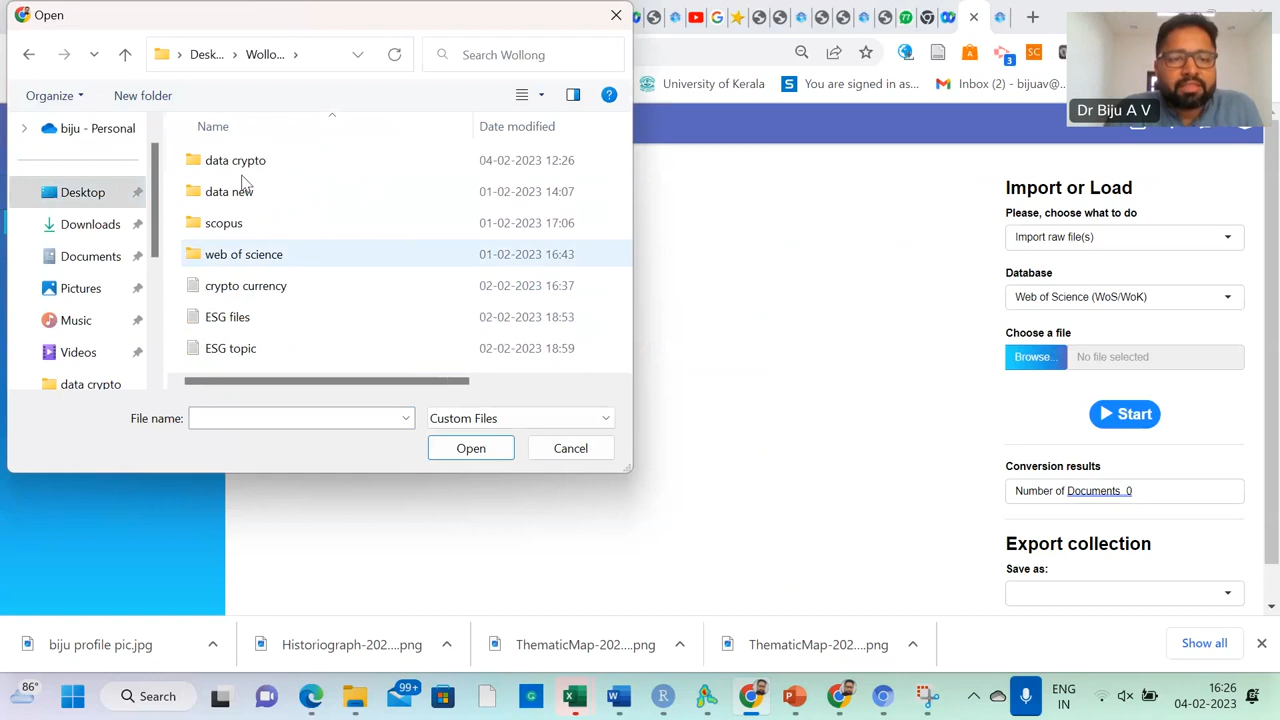 Open
Desk...
Wollo...
Search Wollong
Organize
New folder
biju - Personal
Desktop
Downloads
Documents
Pictures
Music
Videos
data crypto
Name
Date modified
data crypto
04-02-2023 12:26
data new
01-02-2023 14:07
scopus
01-02-2023 17:06
web of science
01-02-2023 16:43
crypto currency
02-02-2023 16:37
ESG files
02-02-2023 18:53
ESG topic
02-02-2023 18:59
File name:
Custom Files
Open
Cancel
3
SC
University of Kerala
S
You are signed in as...
Inbox (2) - bijuav@...
Dr Biju A V
Import or Load
Please, choose what to do
Import raw file(s)
Database
Web of Science (WoS/WoK)
Choose a file
Browse...
No file selected
Start
Conversion results
Number of Documents 0
Export collection
Save as:
biju profile pic.jpg
Historiograph-202....png
ThematicMap-202....png
ThematicMap-202....png
Show all
86°
Search
99+
ENG
IN
16:26
04-02-2023